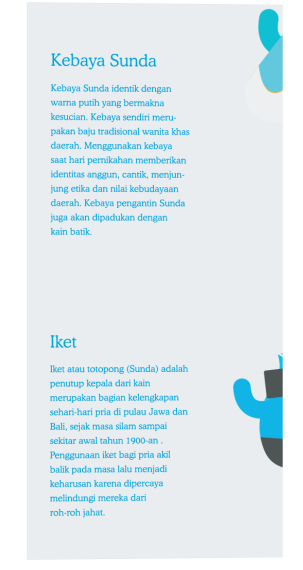 Kebaya Sunda
Kebaya Sunda identik dengan
warna putih yang bermakna
kesucian. Kebaya sendiri meru-
pakan baju tradisional wanita khas
daerah. Menggunakan kebaya
saat hari pernikahan memberikan
identitas anggun, cantik, menjun-
jung etika dan nilai kebudayaan
daerah. Kebaya pengantin Sunda
juga akan dipadukan dengan
kain batik.
Iket
Iket atau totopong (Sunda) adalah
penutup kepala dari kain
merupakan bagian kelengkapan
sehari-hari pria di pulau Jawa dan
Bali, sejak masa silam sampai
sekitar awal tahun 1900-an .
Penggunaan iket bagi pria akil
balik pada masa lalu menjadi
keharusan karena dipercaya
melindungi mereka dari
roh-roh jahat.